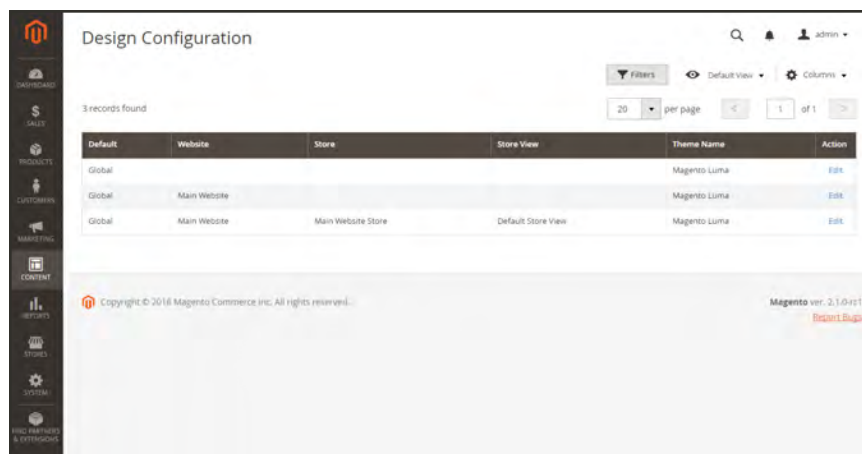 Design Configuration
admin
Filters
Default View
Columns
3 records found
20 per page
1 of 1
Default Website Store Store View Theme Name Action
Global Magento Luma Edit
Global Main Website Magento Luma Edit
Global Main Website Main Website Store Default Store View Magento Luma Edit
DASHBOARD
SALES
PRODUCTS
CUSTOMERS
MARKETING
CONTENT
REPORTS
STORES
SYSTEM
FIND PARTNERS
& EXTENSIONS
Copyright © 2016 Magento Commerce Inc. All rights reserved.
Magento ver. 2.1.0-rc1
Report Bugs